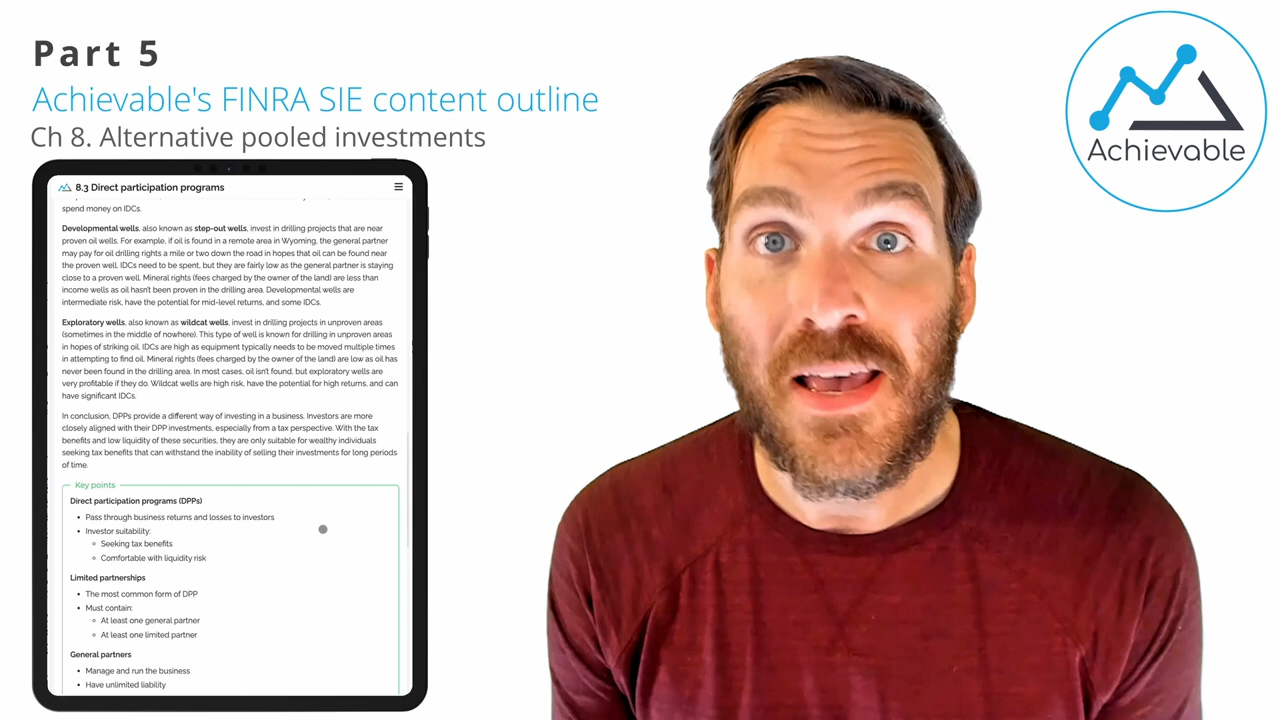 Part 5
Achievable's FINRA SIE content outline
Ch 8. Alternative pooled investments
Achievable
8.3 Direct participation programs
spend money on IDCs.
Developmental wells, also known as step-out wells, invest in drilling projects that are near
proven oil wells. For example, if oil is found in a remote area in Wyoming, the general partner
may pay for oil drilling rights a mile or two down the road in hopes that oil can be found near
the proven well. IDCs need to be spent, but they are fairly low as the general partner is staying
close to a proven well. Mineral rights (fees charged by the owner of the land) are less than
income wells as oil hasn't been proven in the drilling area. Developmental wells are
intermediate risk, have the potential for mid-level returns, and some IDCs.
Exploratory wells, also known as wildcat wells, invest in drilling projects in unproven areas
(sometimes in the middle of nowhere). This type of well is known for drilling in unproven areas
in hopes of striking oil. IDCs are high as equipment typically needs to be moved multiple times
in attempting to find oil. Mineral rights (fees charged by the owner of the land) are low as oil has
never been found in the drilling area. In most cases, oil isn't found, but exploratory wells are
very profitable if they do. Wildcat wells are high risk, have the potential for high returns, and can
have significant IDCs.
In conclusion, DPPs provide a different way of investing in a business. Investors are more
closely aligned with their DPP investments, especially from a tax perspective. With the tax
benefits and low liquidity of these securities, they are only suitable for wealthy individuals
seeking tax benefits that can withstand the inability of selling their investments for long periods
of time.
Key points
Direct participation programs (DPPs)
Pass through business returns and losses to investors
Investor suitability:
Seeking tax benefits
Comfortable with liquidity risk
Limited partnerships
The most common form of DPP
Must contain:
At least one general partner
At least one limited partner
General partners
Manage and run the business
Have unlimited liability